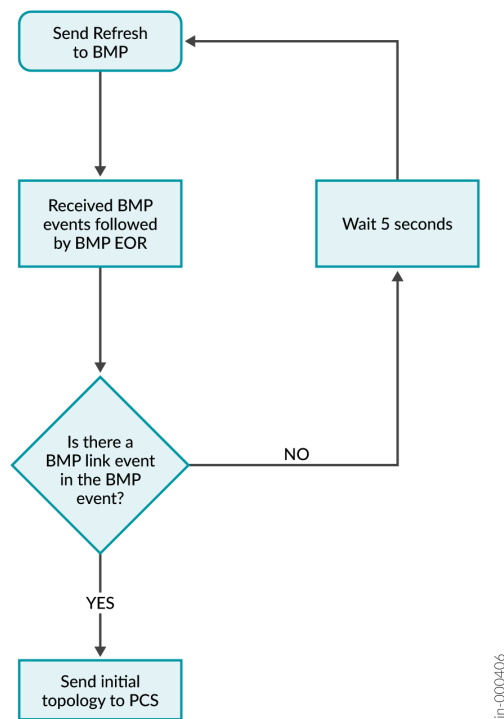 Send Refresh
to BMP
Received BMP
events followed
by BMP EOR
Wait 5 seconds
Is there a
BMP link event
in the BMP
event?
NO
YES
Send initial
topology to PCS
jn-000406